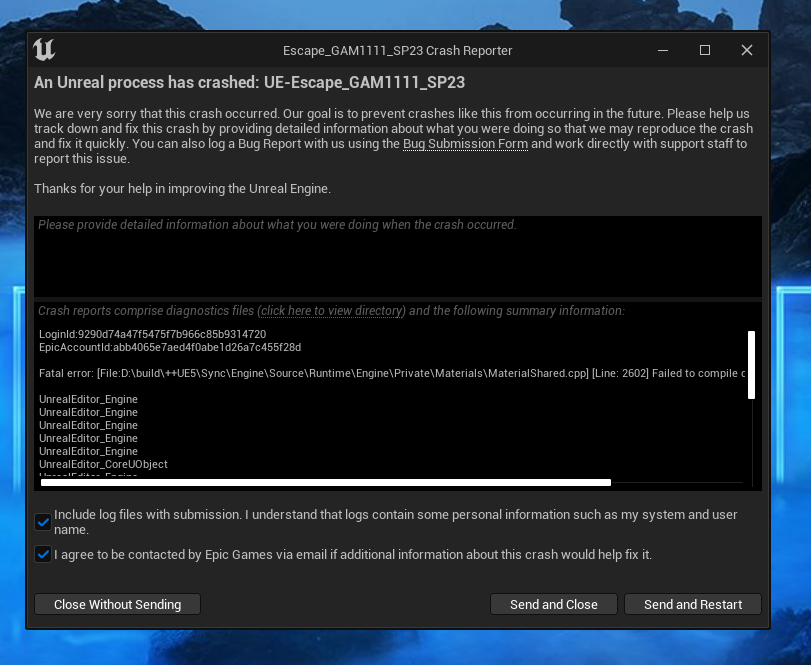 Escape_GAM1111_SP23 Crash Reporter
An Unreal process has crashed: UE-Escape_GAM1111_SP23
We are very sorry that this crash occurred. Our goal is to prevent crashes like this from occurring in the future. Please help us
track down and fix this crash by providing detailed information about what you were doing so that we may reproduce the crash
and fix it quickly. You can also log a Bug Report with us using the Bug Submission Form and work directly with support staff to
report this issue.
Thanks for your help in improving the Unreal Engine.
Please provide detailed information about what you were doing when the crash occurred.
Crash reports comprise diagnostics files (click here to view directory) and the following summary information:
LoginId:9290d74a47f5475f7b966c85b9314720
EpicAccountId:abb4065e7aed4f0abe1d26a7c455f28d
Fatal error: [File:D:\build\++UE5\Sync\Engine\Source\Runtime\Engine\Private\Materials\MaterialShared.cpp] [Line: 2602] Failed to compile
UnrealEditor_Engine
UnrealEditor_Engine
UnrealEditor_Engine
UnrealEditor_Engine
UnrealEditor_Engine
UnrealEditor_CoreUObject
UnrealEditor_Engine
Include log files with submission. I understand that logs contain some personal information such as my system and user
name.
I agree to be contacted by Epic Games via email if additional information about this crash would help fix it.
Close Without Sending
Send and Close
Send and Restart